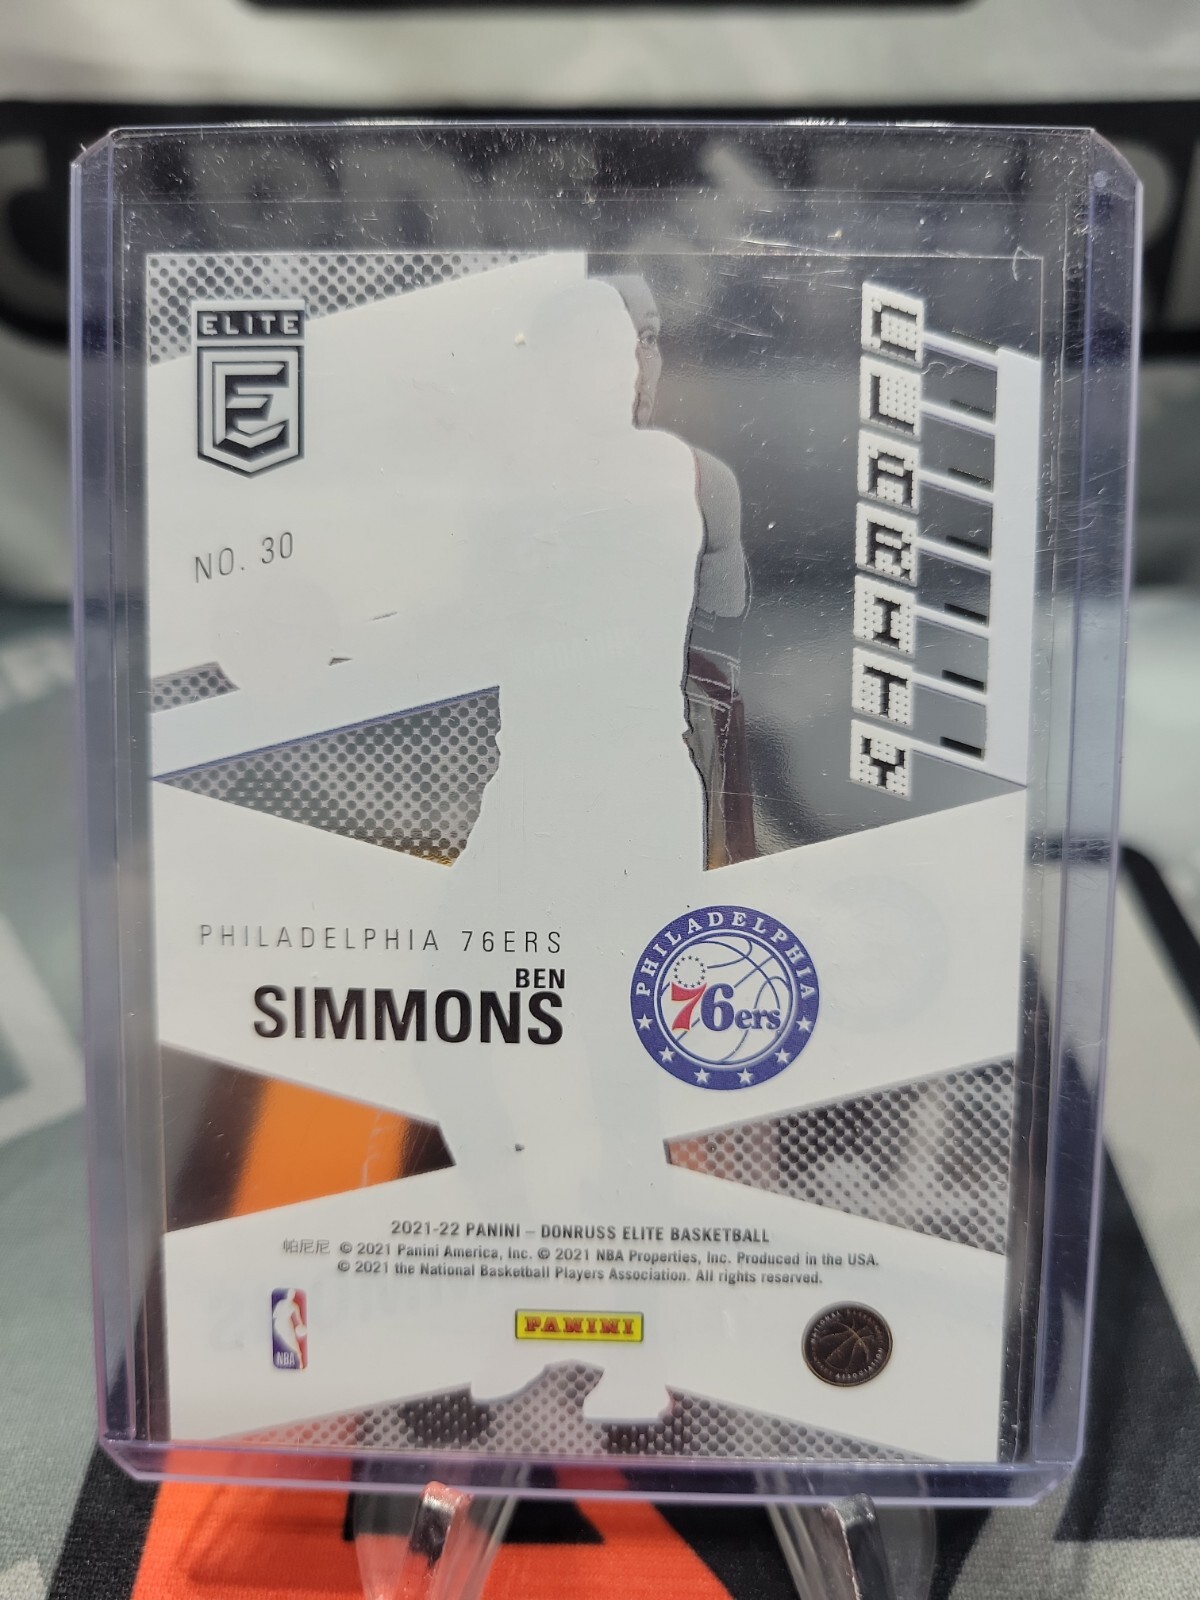 ELITE
E
CLARITY
NO. 30
PHILADELPHIA 76ERS
BEN
SIMMONS
PHILADELPHIA
76ers
2021-22 PANINI – DONRUSS ELITE BASKETBALL
帕尼尼 © 2021 Panini America, Inc. © 2021 NBA Properties, Inc. Produced in the USA.
© 2021 the National Basketball Players Association. All rights reserved.
NBA
PANINI